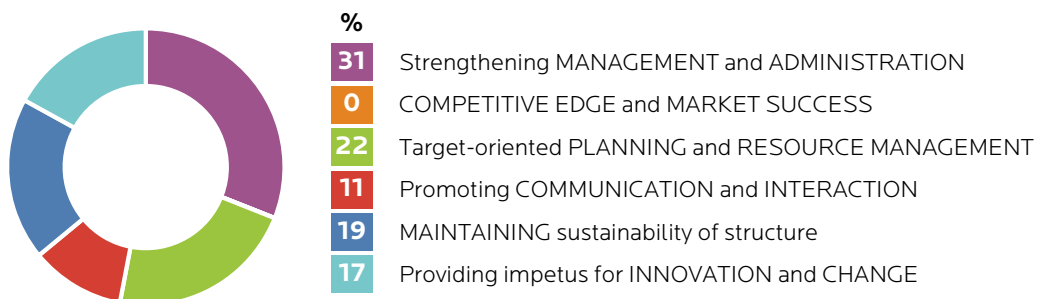 %
31 Strengthening MANAGEMENT and ADMINISTRATION
0 COMPETITIVE EDGE and MARKET SUCCESS
22 Target-oriented PLANNING and RESOURCE MANAGEMENT
11 Promoting COMMUNICATION and INTERACTION
19 MAINTAINING sustainability of structure
17 Providing impetus for INNOVATION and CHANGE